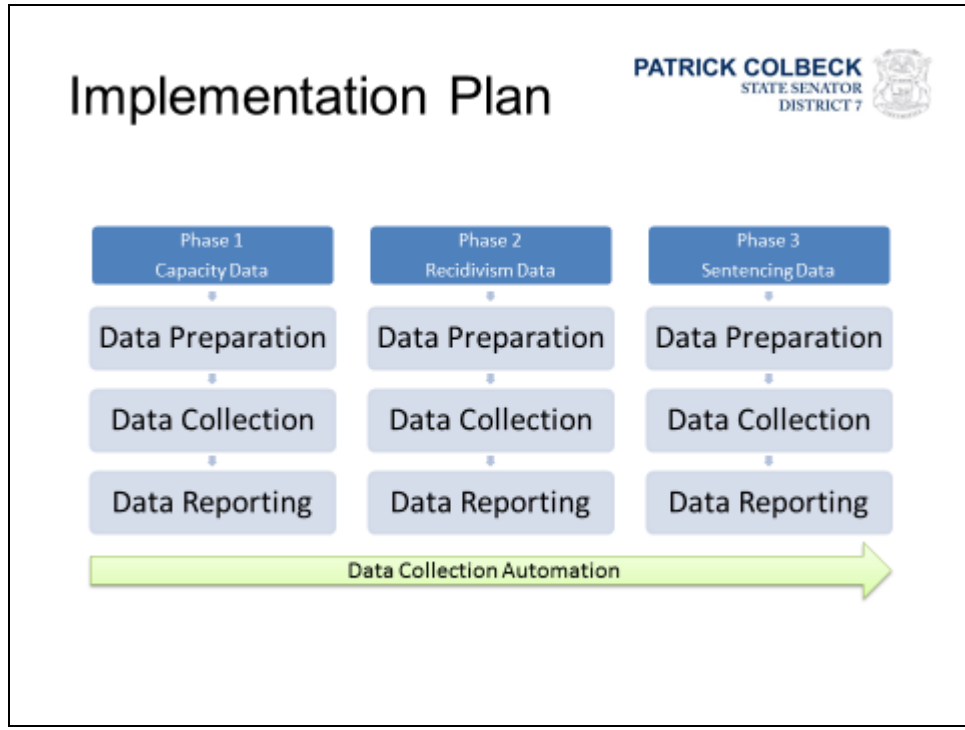 Implementation Plan
PATRICK COLBECK
STATE SENATOR
DISTRICT 7
Phase 1
Capacity Data
Data Preparation
Data Collection
Data Reporting
Phase 2
Recidivism Data
Data Preparation
Data Collection
Data Reporting
Phase 3
Sentencing Data
Data Preparation
Data Collection
Data Reporting
Data Collection Automation